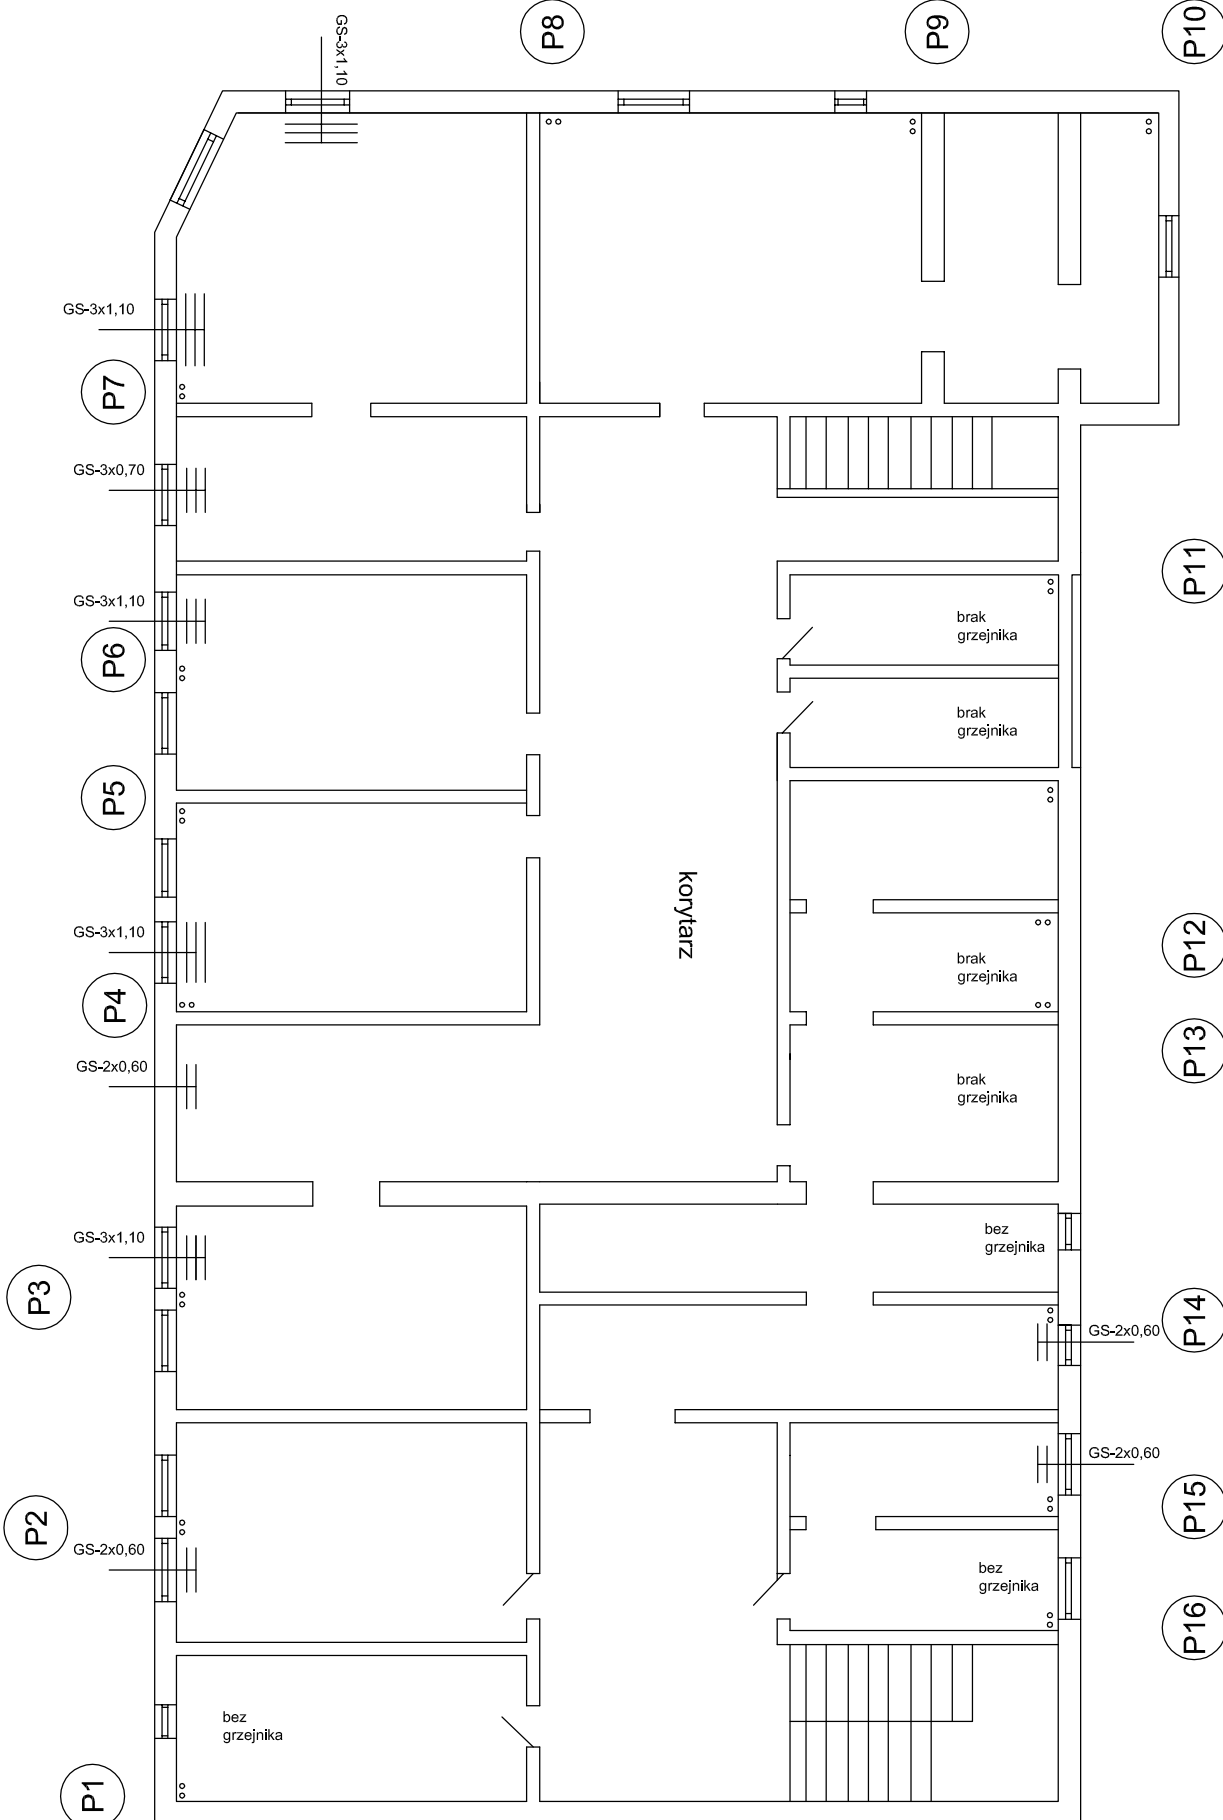 GS-3x1,10
P8
P9
P10
GS-3x1,10
P7
GS-3x0,70
P11
GS-3x1,10
brak
grzejnika
P6
brak
grzejnika
P5
korytarz
GS-3x1,10
brak
grzejnika
P12
P4
P13
GS-2x0,60
brak
grzejnika
GS-3x1,10
bez
grzejnika
P3
GS-2x0,60
P14
GS-2x0,60
P15
P2
GS-2x0,60
bez
grzejnika
P16
bez
grzejnika
P1